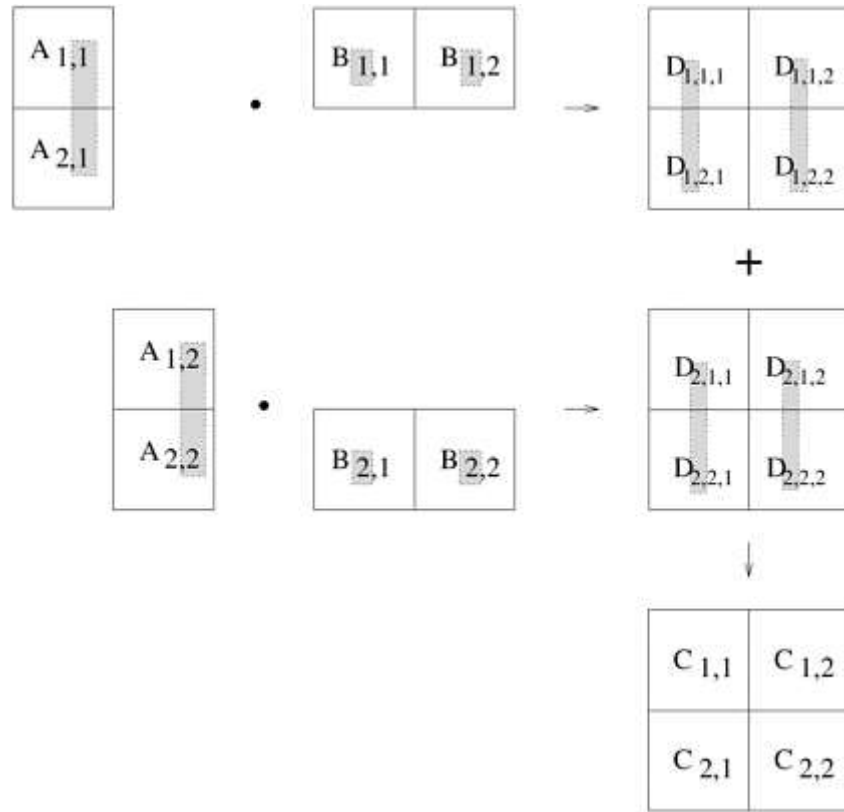 A 1,1 B 1,1 B 1,2 D1,1,1 D1,1,2
• →
A 2,1 D1,2,1 D1,2,2
+
A 1,2 D2,1,1 D2,1,2
• →
A 2,2 B 2,1 B 2,2 D2,2,1 D2,2,2
↓
C 1,1 C 1,2
C 2,1 C 2,2